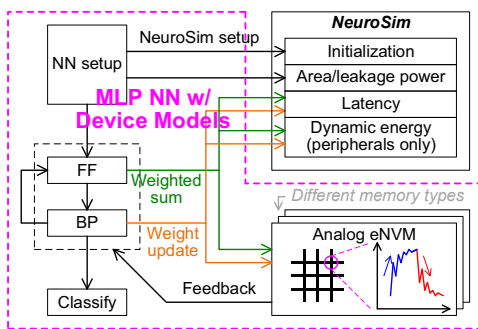 NeuroSim
NeuroSim setup
Initialization
NN setup
Area/leakage power
MLP NN w/
Device Models
Latency
Dynamic energy
(peripherals only)
FF
Weighted
sum
Different memory types
BP
Weight
update
Analog eNVM
Feedback
Classify